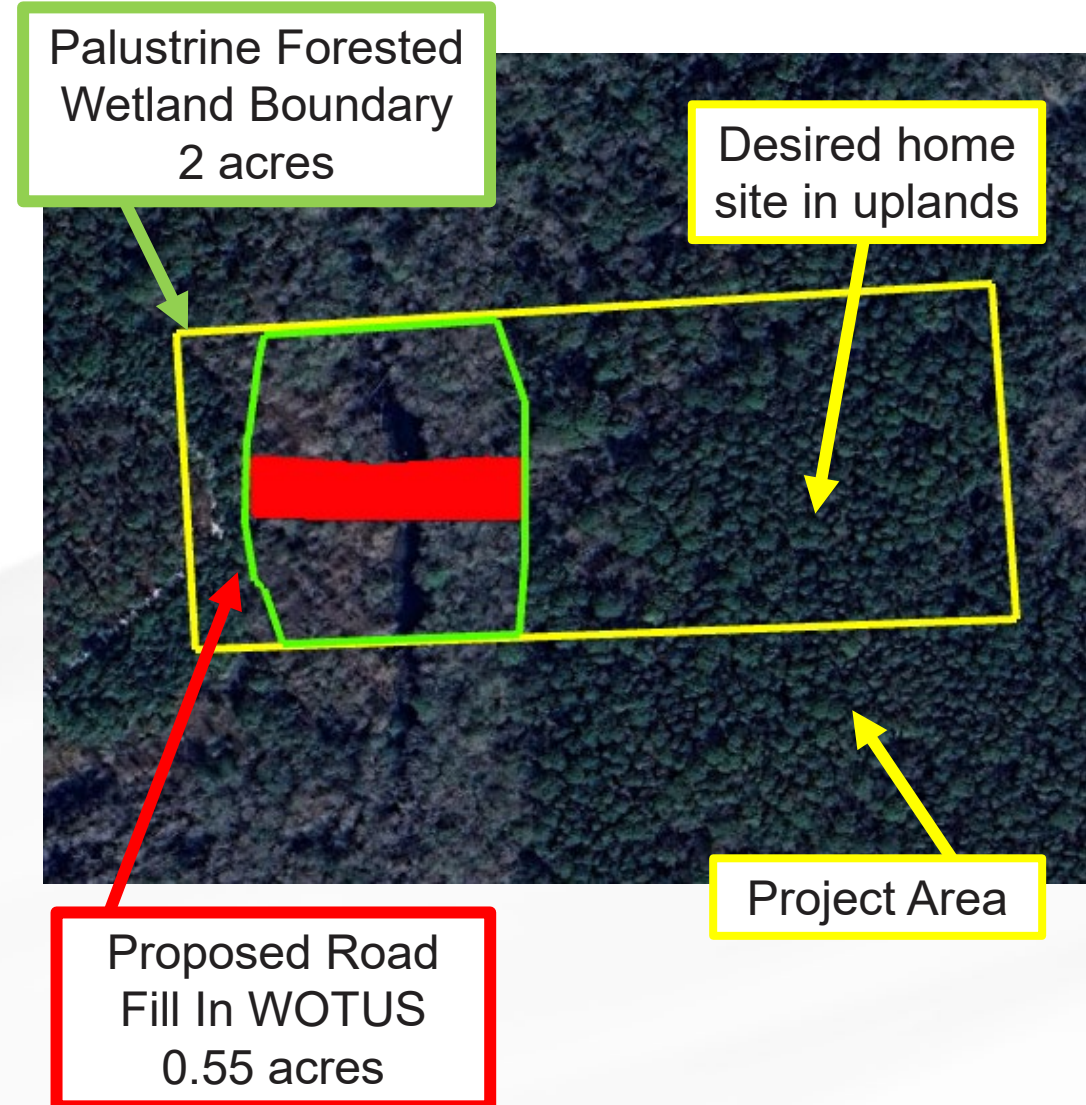 Palustrine Forested
Wetland Boundary
2 acres
Desired home
site in uplands
Project Area
Proposed Road
Fill In WOTUS
0.55 acres